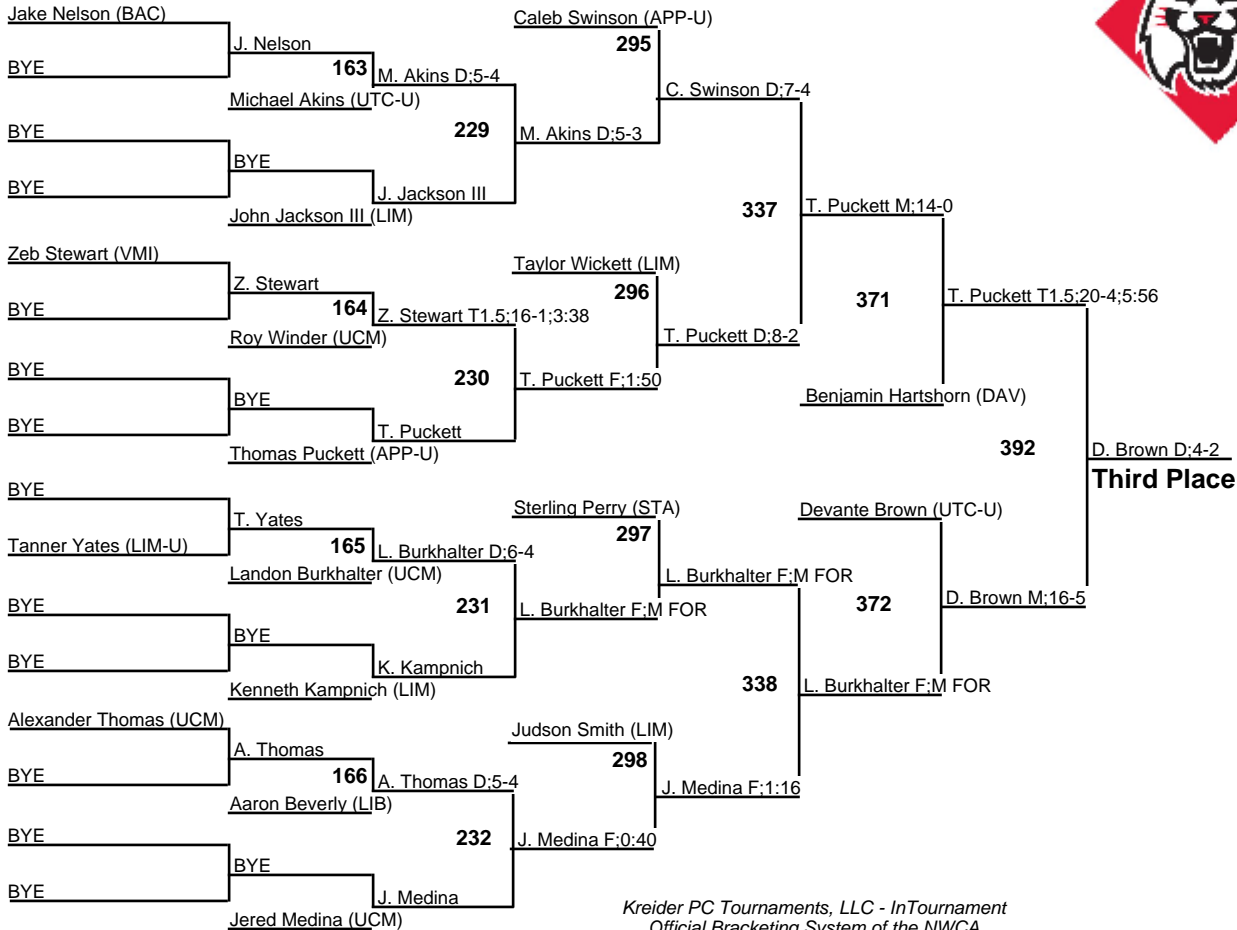 Jake Nelson (BAC)
Caleb Swinson (APP-U)
J. Nelson
295
BYE
163
M. Akins D;5-4
C. Swinson D;7-4
Michael Akins (UTC-U)
BYE
229
M. Akins D;5-3
BYE
BYE
J. Jackson III
John Jackson III (LIM)
337
T. Puckett M;14-0
Zeb Stewart (VMI)
Taylor Wickett (LIM)
Z. Stewart
296
371
T. Puckett T1.5;20-4;5:56
BYE
164
Z. Stewart T1.5;16-1;3:38
Roy Winder (UCM)
T. Puckett D;8-2
BYE
230
T. Puckett F;1:50
BYE
Benjamin Hartshorn (DAV)
BYE
T. Puckett
Thomas Puckett (APP-U)
392
D. Brown D;4-2
Third Place
BYE
Sterling Perry (STA)
Devante Brown (UTC-U)
T. Yates
297
Tanner Yates (LIM-U)
165
L. Burkhalter D;6-4
Landon Burkhalter (UCM)
L. Burkhalter F;M FOR
BYE
231
L. Burkhalter F;M FOR
372
D. Brown M;16-5
BYE
BYE
K. Kampnich
Kenneth Kampnich (LIM)
338
L. Burkhalter F;M FOR
Alexander Thomas (UCM)
Judson Smith (LIM)
A. Thomas
298
BYE
166
A. Thomas D;5-4
J. Medina F;1:16
Aaron Beverly (LIB)
BYE
232
J. Medina F;0:40
BYE
BYE
J. Medina
Jered Medina (UCM)
Kreider PC Tournaments, LLC - InTournament
Official Bracketing System of the NWCA